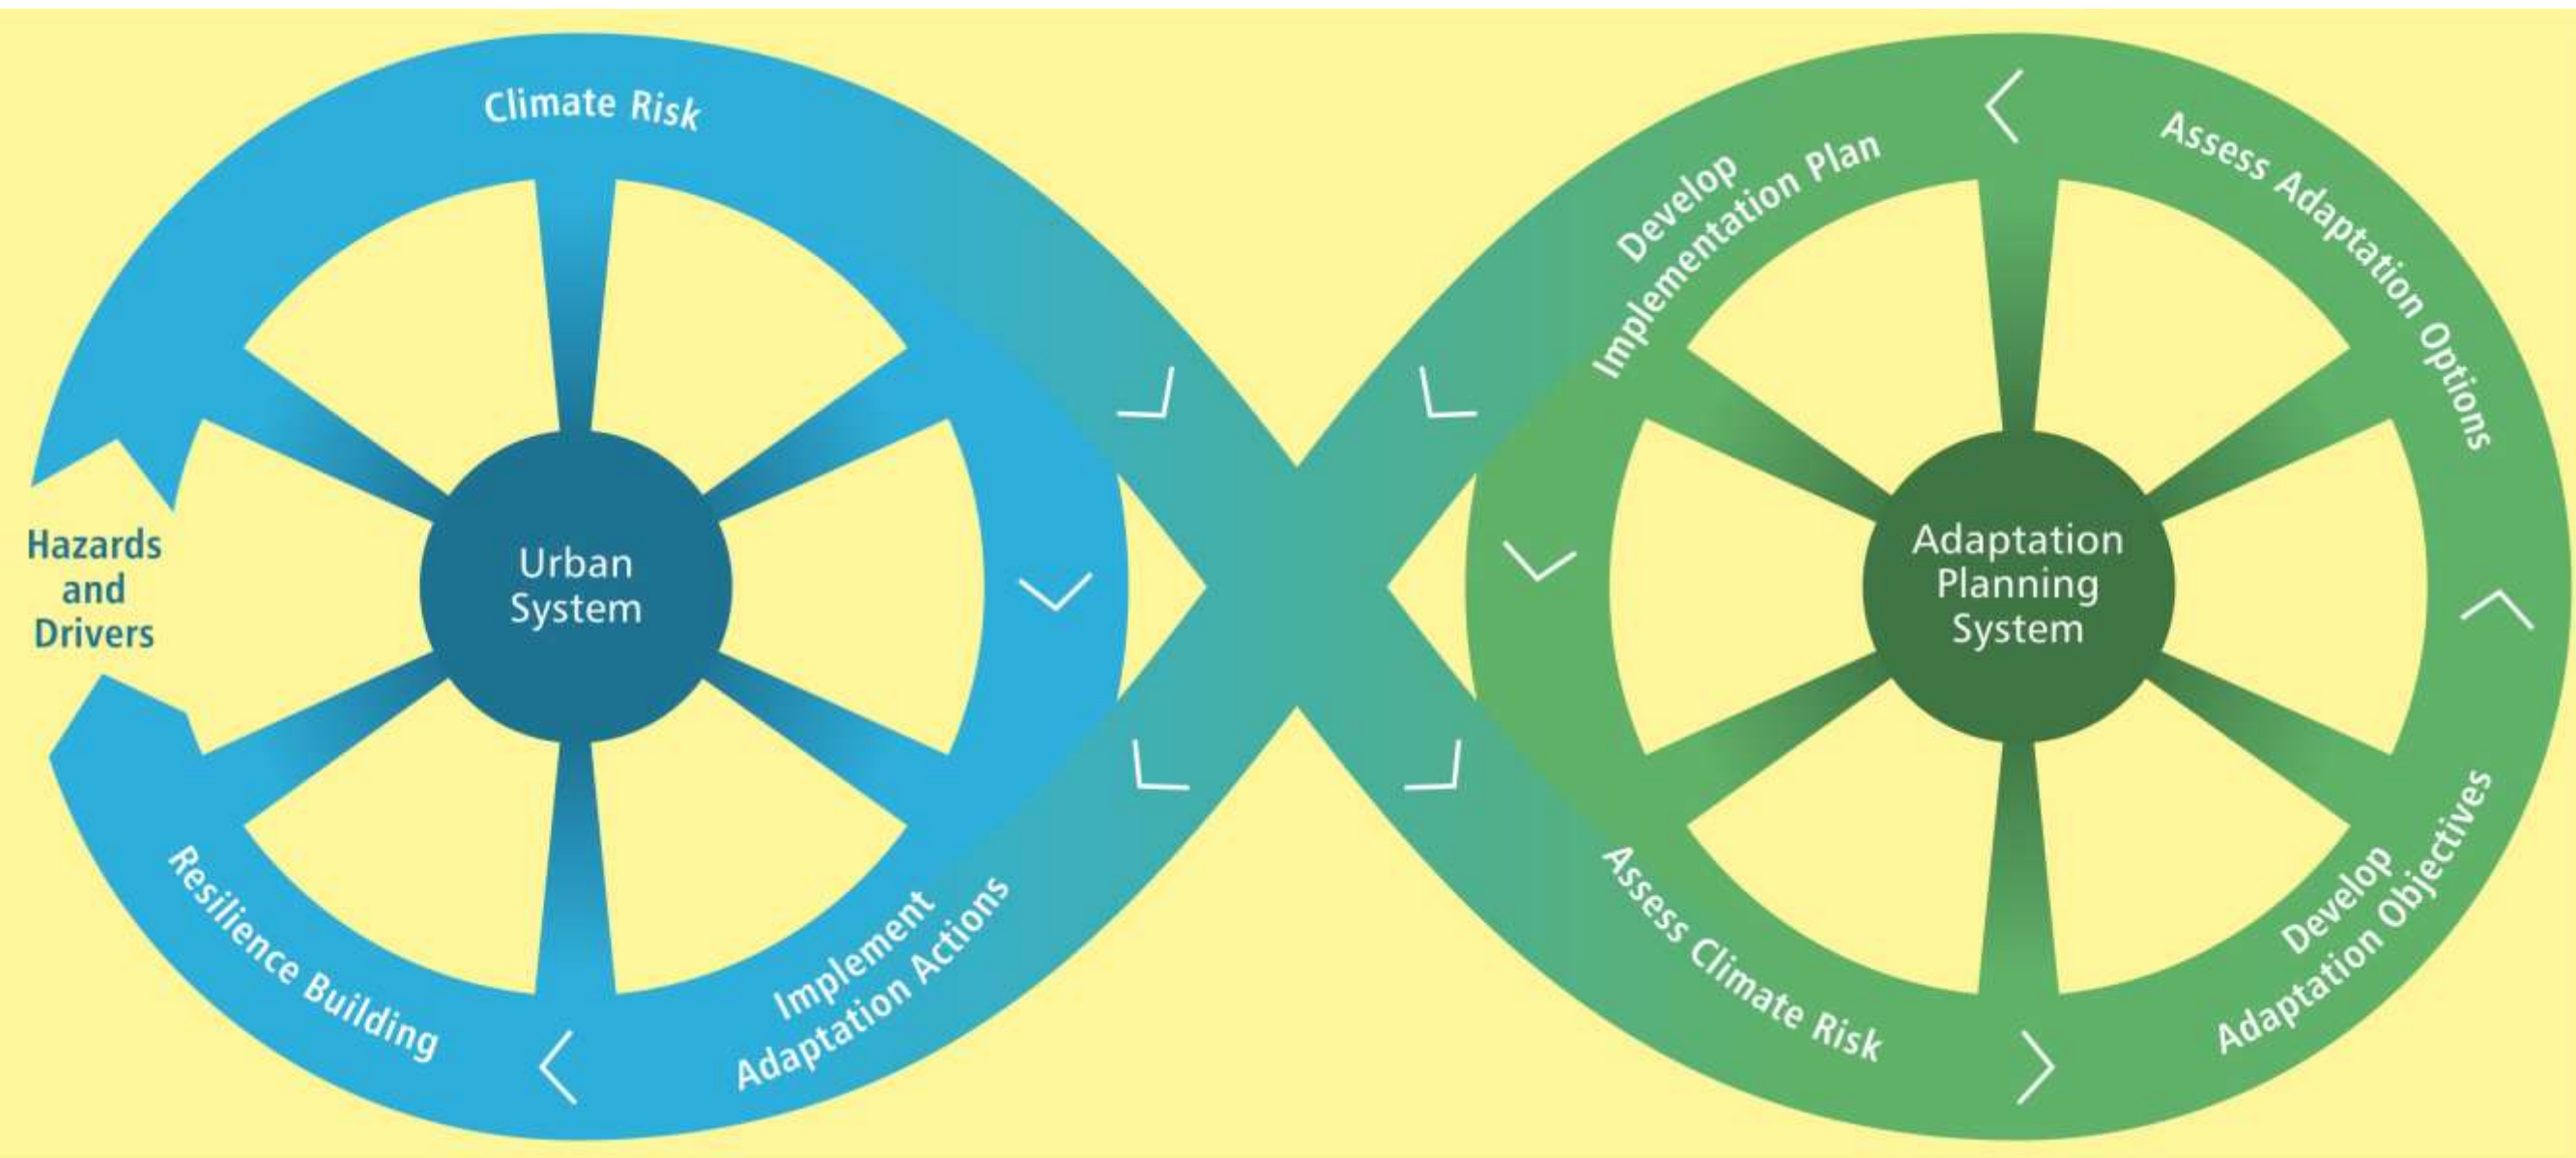 Climate Risk
Hazards
and
Drivers
Urban
System
Resilience Building
Implement
Adaptation Actions
Develop
Implementation Plan
Assess Adaptation Options
Adaptation
Planning
System
Assess Climate Risk
Develop
Adaptation Objectives